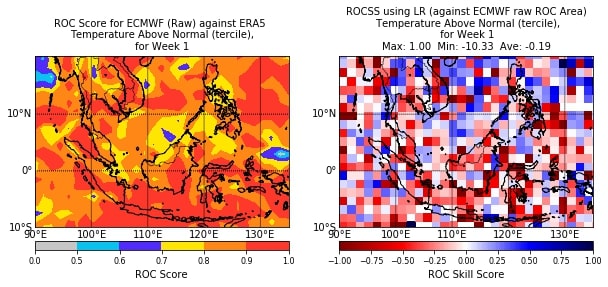 ROC Score for ECMWF (Raw) against ERA5
Temperature Above Normal (tercile),
for Week 1
10°N
0°
10°S
90°E 100°E 110°E 120°E 130°E
0.0 0.5 0.6 0.7 0.8 0.9 1.0
ROC Score
ROCSS using LR (against ECMWF raw ROC Area)
Temperature Above Normal (tercile),
for Week 1
Max: 1.00 Min: -10.33 Ave: -0.19
10°N
0°
10°S
90°E 100°E 110°E 120°E 130°E
−1.00 −0.75 −0.50 −0.25 0.00 0.25 0.50 0.75 1.00
ROC Skill Score